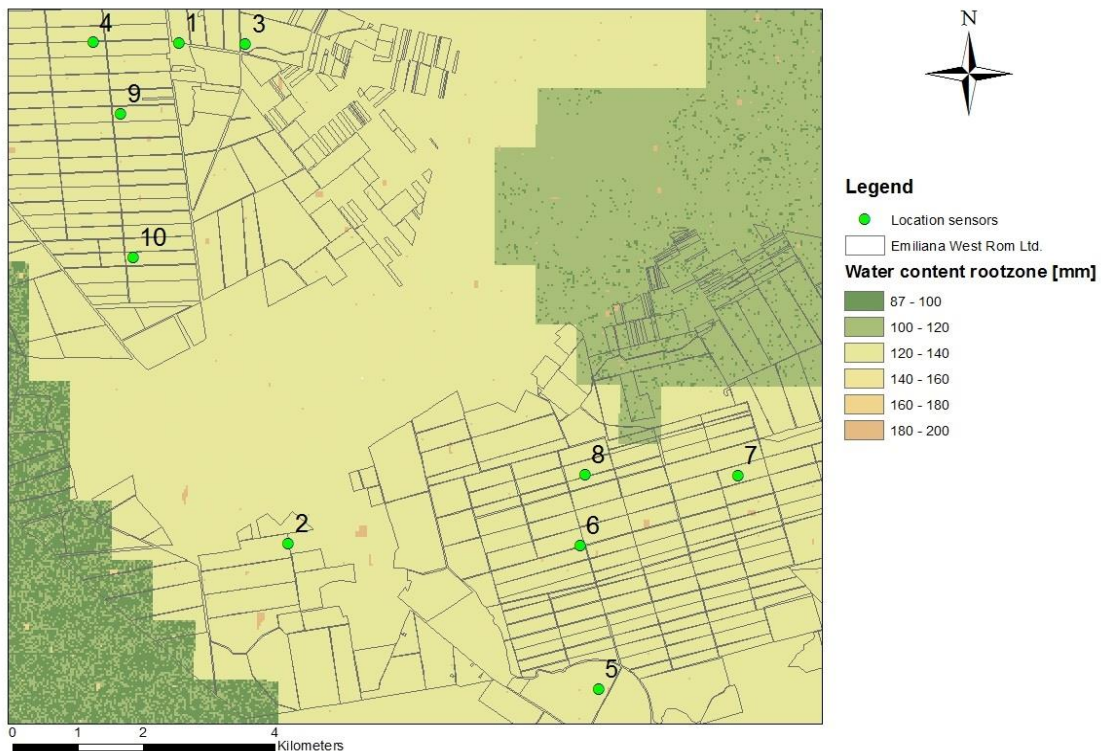 4 1 3
9
10
8 7
6
2
5
0 1 2 4
Kilometers
N
Legend
Location sensors
Emiliana West Rom Ltd.
Water content rootzone [mm]
87 - 100
100 - 120
120 - 140
140 - 160
160 - 180
180 - 200